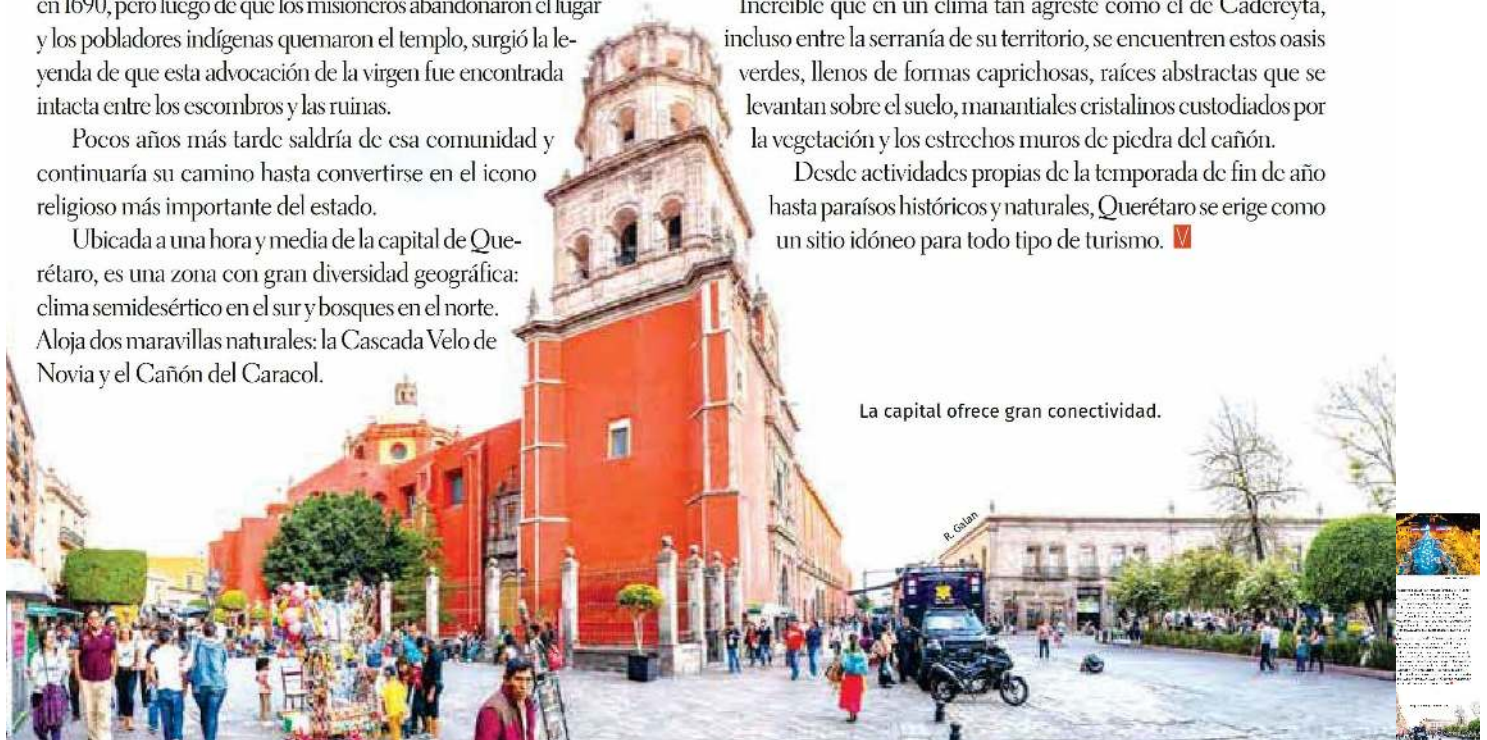 en 1690, pero luego de que los misioneros abandonaron el lugar
y los pobladores indígenas quemaron el templo, surgió la le-
yenda de que esta advocación de la virgen fue encontrada
intacta entre los escombros y las ruinas.
Pocos años más tarde saldría de esa comunidad y
continuaría su camino hasta convertirse en el icono
religioso más importante del estado.
Ubicada a una hora y media de la capital de Que-
rétaro, es una zona con gran diversidad geográfica:
clima semidesértico en el sur y bosques en el norte.
Aloja dos maravillas naturales: la Cascada Velo de
Novia y el Cañón del Caracol.
Increíble que en un clima tan agreste como el de Cadereyta,
incluso entre la serranía de su territorio, se encuentren estos oasis
verdes, llenos de formas caprichosas, raíces abstractas que se
levantan sobre el suelo, manantiales cristalinos custodiados por
la vegetación y los estrechos muros de piedra del cañón.
Desde actividades propias de la temporada de fin de año
hasta paraísos históricos y naturales, Querétaro se erige como
un sitio idóneo para todo tipo de turismo. V
La capital ofrece gran conectividad.
R. Galan